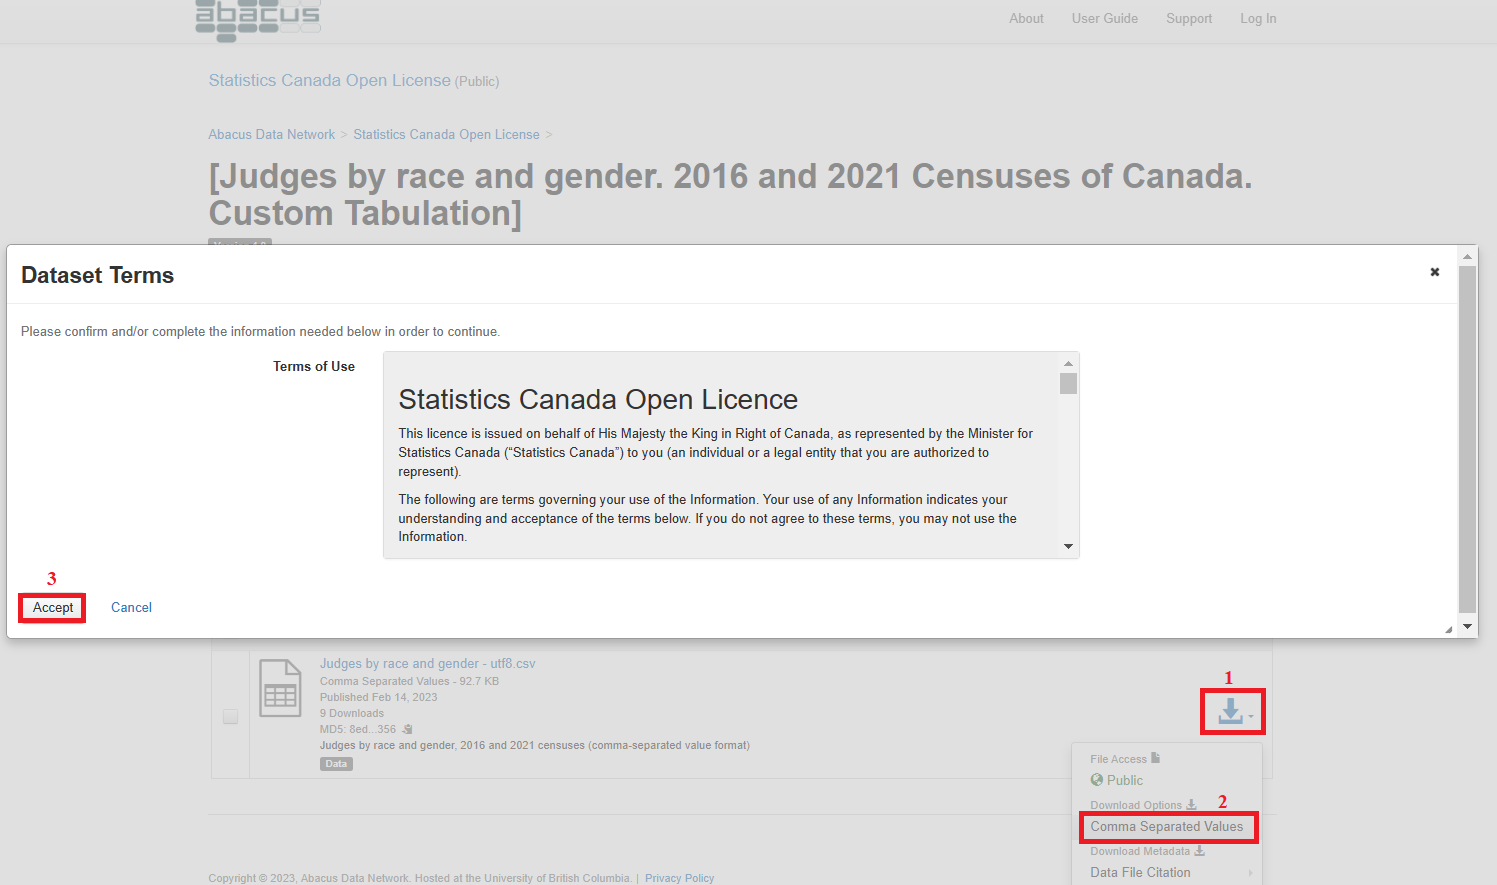 abacus
About
User Guide
Support
Log In
Statistics Canada Open License (Public)
Abacus Data Network > Statistics Canada Open License >
[Judges by race and gender. 2016 and 2021 Censuses of Canada.
Custom Tabulation]
Dataset Terms
Please confirm and/or complete the information needed below in order to continue.
Terms of Use
Statistics Canada Open Licence
This licence is issued on behalf of His Majesty the King in Right of Canada, as represented by the Minister for
Statistics Canada (“Statistics Canada”) to you (an individual or a legal entity that you are authorized to
represent).
The following are terms governing your use of the Information. Your use of any Information indicates your
understanding and acceptance of the terms below. If you do not agree to these terms, you may not use the
Information.
3
Accept
Cancel
Judges by race and gender - utf8.csv
Comma Separated Values - 92.7 KB
Published Feb 14, 2023
9 Downloads
MD5: 8ed...356
Judges by race and gender, 2016 and 2021 censuses (comma-separated value format)
Data
1
File Access
Public
Download Options
2
Comma Separated Values
Download Metadata
Data File Citation
Copyright © 2023, Abacus Data Network. Hosted at the University of British Columbia. | Privacy Policy